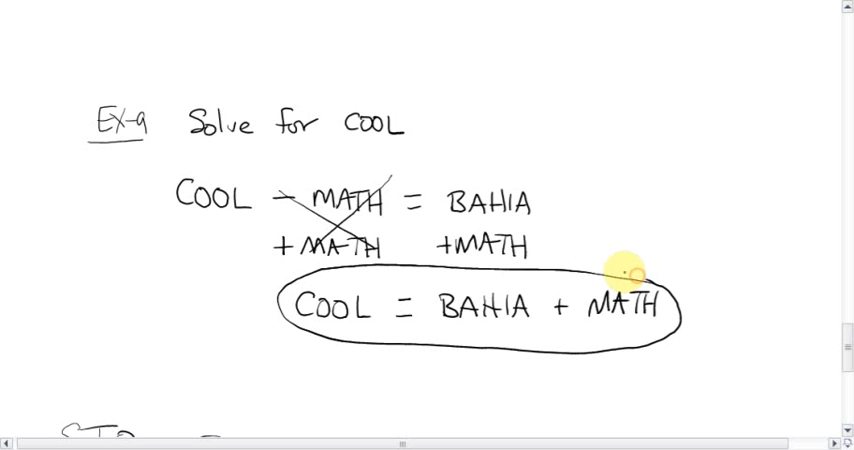 Ex-9 Solve for COOL
COOL - MATH = BAHIA
+ MATH +MATH
COOL = BAHIA + MATH